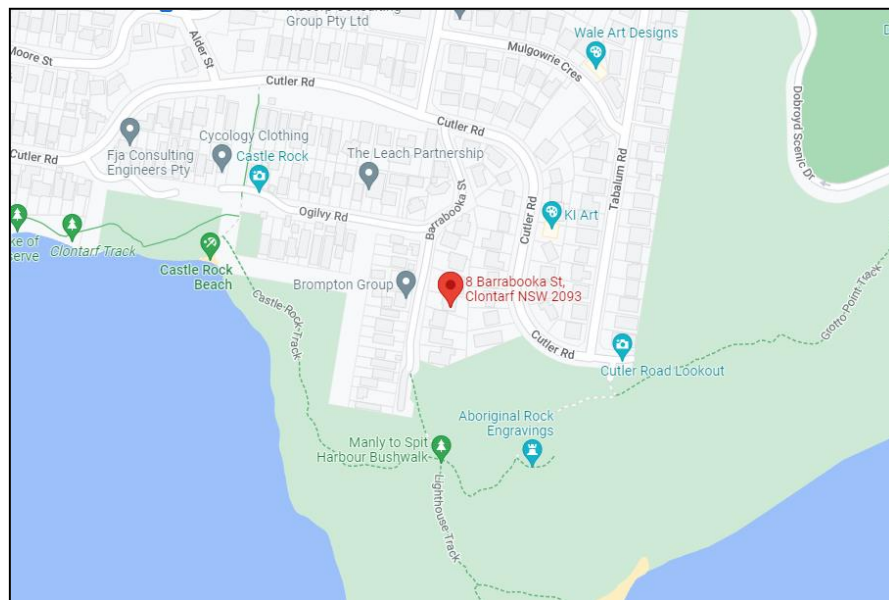 Group Pty Ltd
Wale Art Designs
Moore St
Alder St
Mulgowrie Cres
Cutler Rd
Dobroyd Scenic Dr
Cycology Clothing
Cutler Rd
Castle Rock
The Leach Partnership
Cutler Rd
Fja Consulting
Engineers Pty
Tabalum Rd
Ogilvy Rd
Barrabooka St
Cutler Rd
KI Art
Clontarf Track
Castle Rock
Beach
Brompton Group
8 Barrabooka St,
Clontarf NSW 2093
Castle Rock Track
Giotto Point Track
Cutler Rd
Cutler Road Lookout
Aboriginal Rock
Engravings
Manly to Spit
Harbour Bushwalk
Lighthouse Track